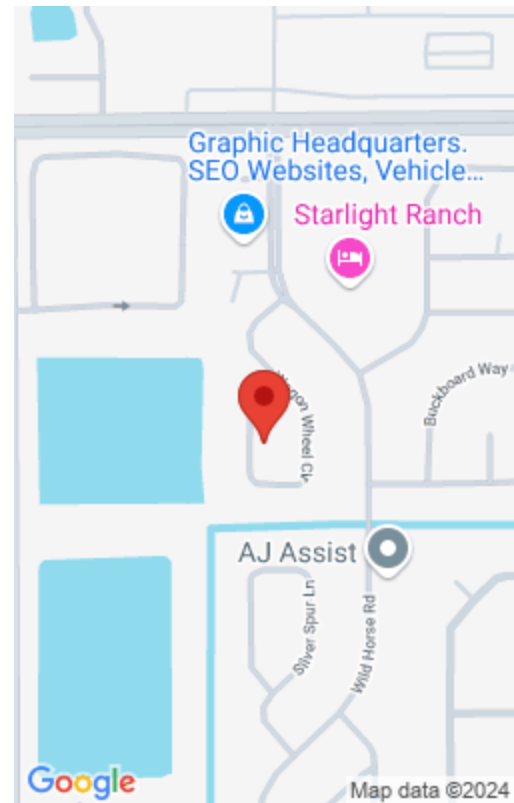 Graphic Headquarters.
SEO Websites, Vehicle...
Starlight Ranch
Buckboard Way
Wagon Wheel Cir
AJ Assist
Silver Spur Ln
Wild Horse Rd
Google
Map data ©2024